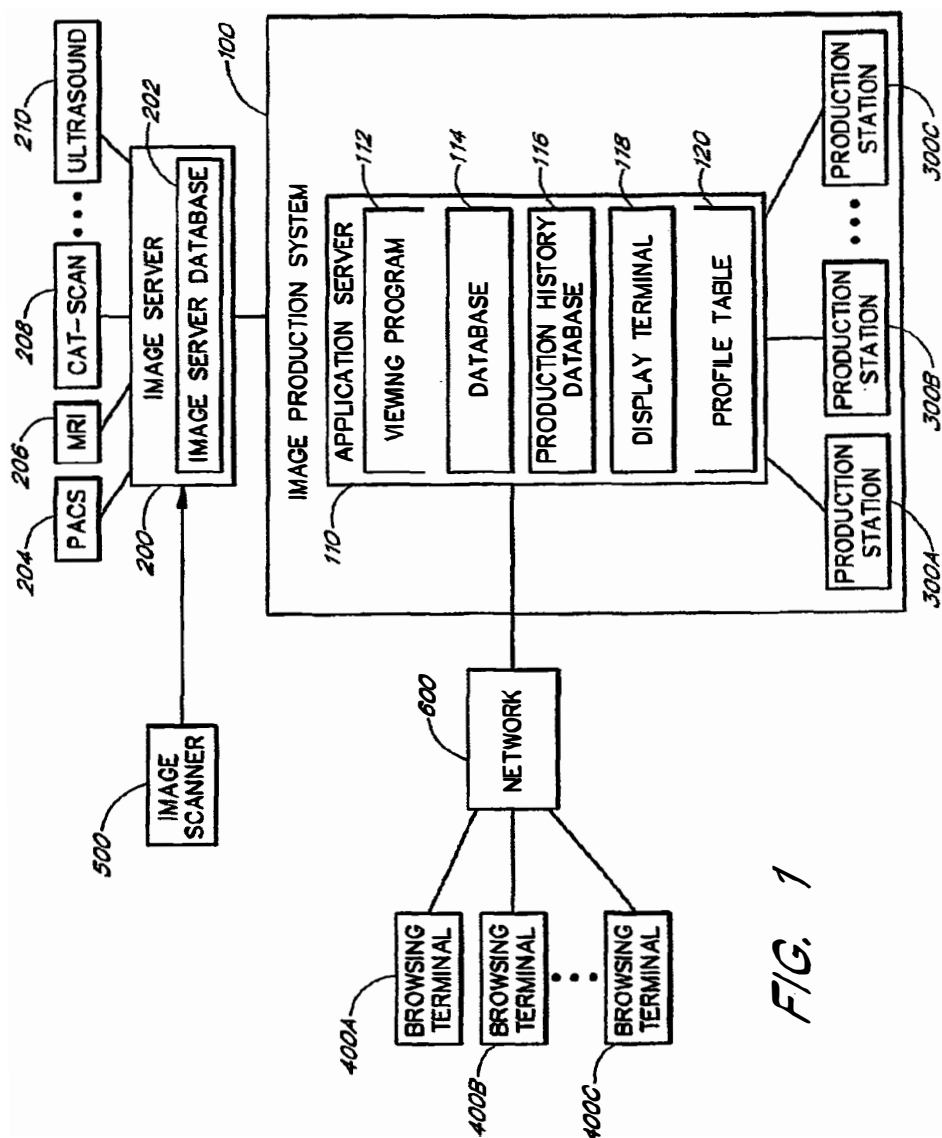 210
ULTRASOUND
208
CAT-SCAN
206
MRI
204
PACS
202
IMAGE SERVER
IMAGE SERVER DATABASE
200
500
IMAGE
SCANNER
100
IMAGE PRODUCTION SYSTEM
110
APPLICATION SERVER
VIEWING PROGRAM
112
DATABASE
114
PRODUCTION HISTORY
DATABASE
116
DISPLAY TERMINAL
118
PROFILE TABLE
120
PRODUCTION
STATION
300A
PRODUCTION
STATION
300B
PRODUCTION
STATION
300C
600
NETWORK
400A
BROWSING
TERMINAL
400B
BROWSING
TERMINAL
400C
BROWSING
TERMINAL
FIG. 1